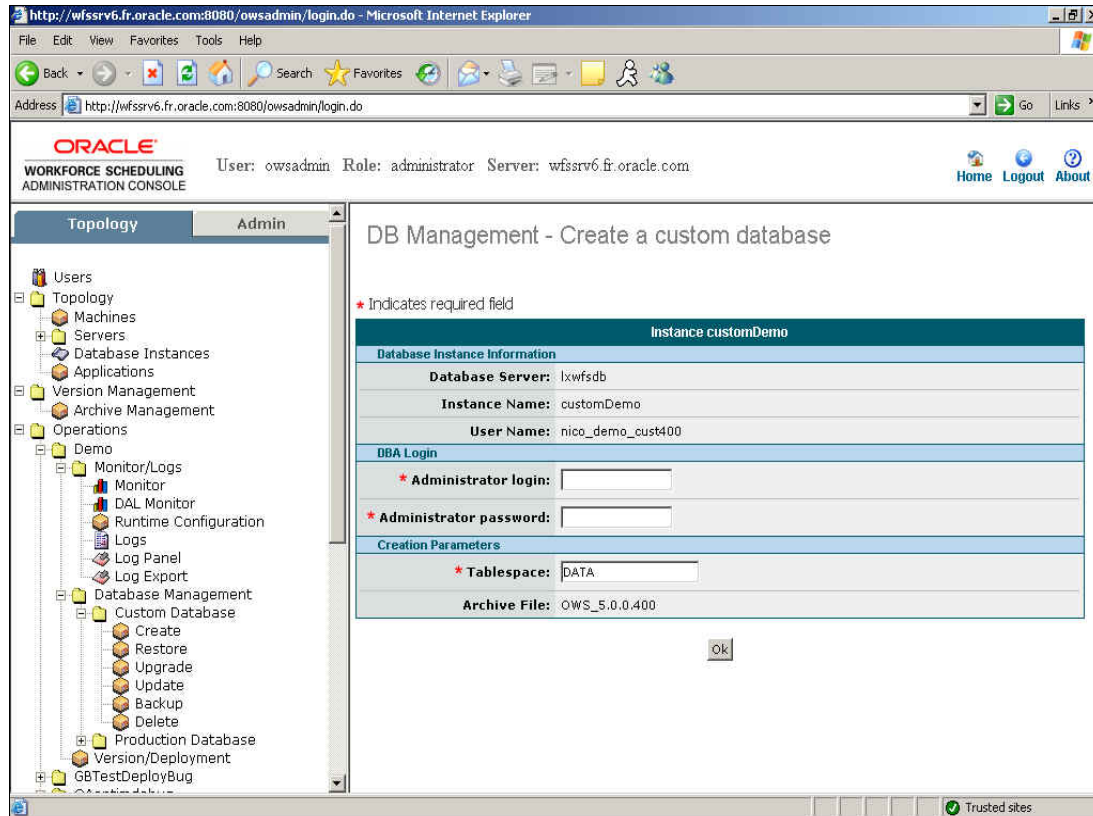 http://wfssrv6.fr.oracle.com:8080/owsadmin/login.do - Microsoft Internet Explorer
File Edit View Favorites Tools Help
Back Search Favorites
Address http://wfssrv6.fr.oracle.com:8080/owsadmin/login.do Go Links
ORACLE
WORKFORCE SCHEDULING
ADMINISTRATION CONSOLE
User: owsadmin Role: administrator Server: wfssrv6.fr.oracle.com
Home Logout About
Topology Admin
Users
Topology
Machines
Servers
Database Instances
Applications
Version Management
Archive Management
Operations
Demo
Monitor/Logs
Monitor
DAL Monitor
Runtime Configuration
Logs
Log Panel
Log Export
Database Management
Custom Database
Create
Restore
Upgrade
Update
Backup
Delete
Production Database
Version/Deployment
GBTestDeployBug
DB Management - Create a custom database
* Indicates required field
Instance customDemo
Database Instance Information
Database Server: lxwfsdb
Instance Name: customDemo
User Name: nico_demo_cust400
DBA Login
* Administrator login:
* Administrator password:
Creation Parameters
* Tablespace: DATA
Archive File: OWS_5.0.0.400
Ok
Trusted sites